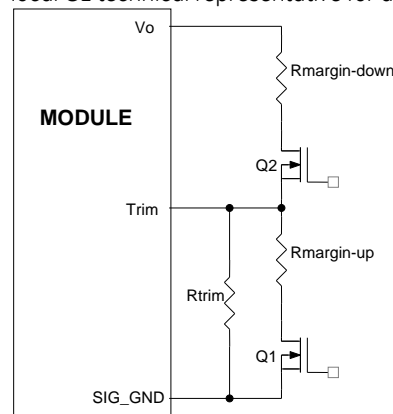 Vo
Rmargin-down
MODULE
Q2
Trim
Rmargin-up
Rtrim
Q1
SIG_GND